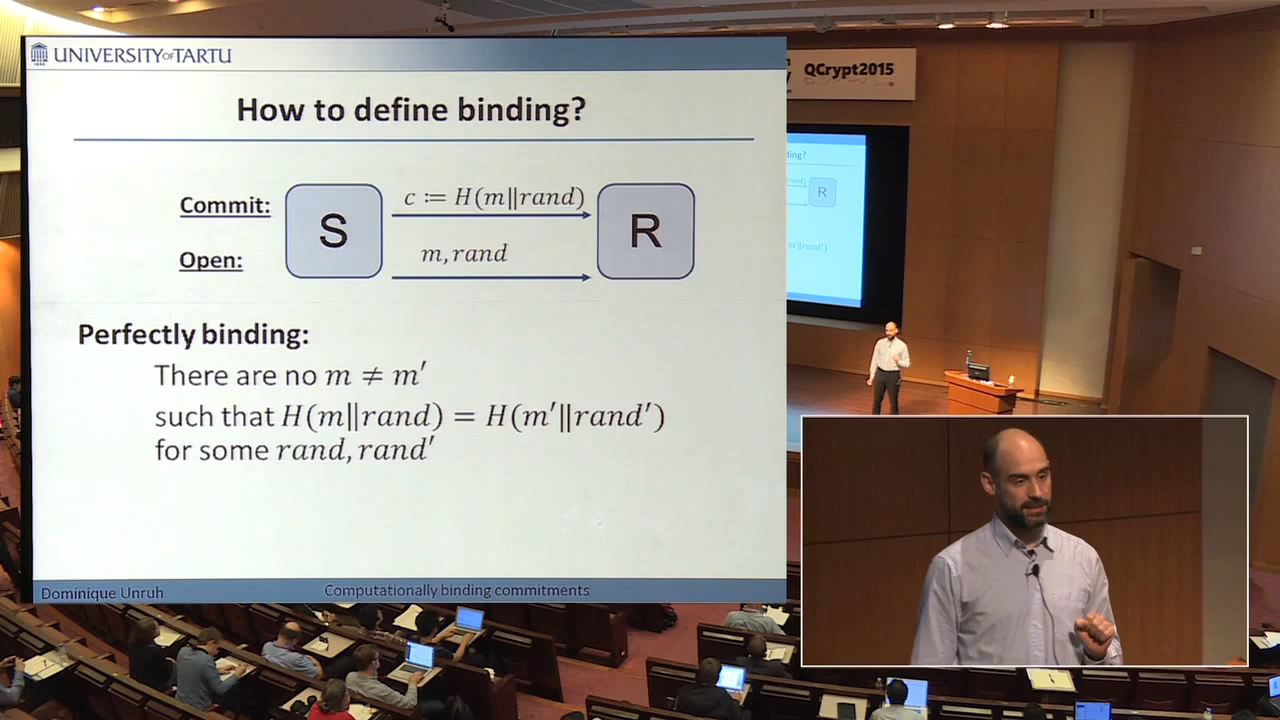 UNIVERSITY OF TARTU
How to define binding?
Commit:
S
c := H(m‖rand)
R
Open:
m, rand
Perfectly binding:
There are no m ≠ m′
such that H(m‖rand) = H(m′‖rand′)
for some rand, rand′
Dominique Unruh
Computationally binding commitments
QCrypt2015
R